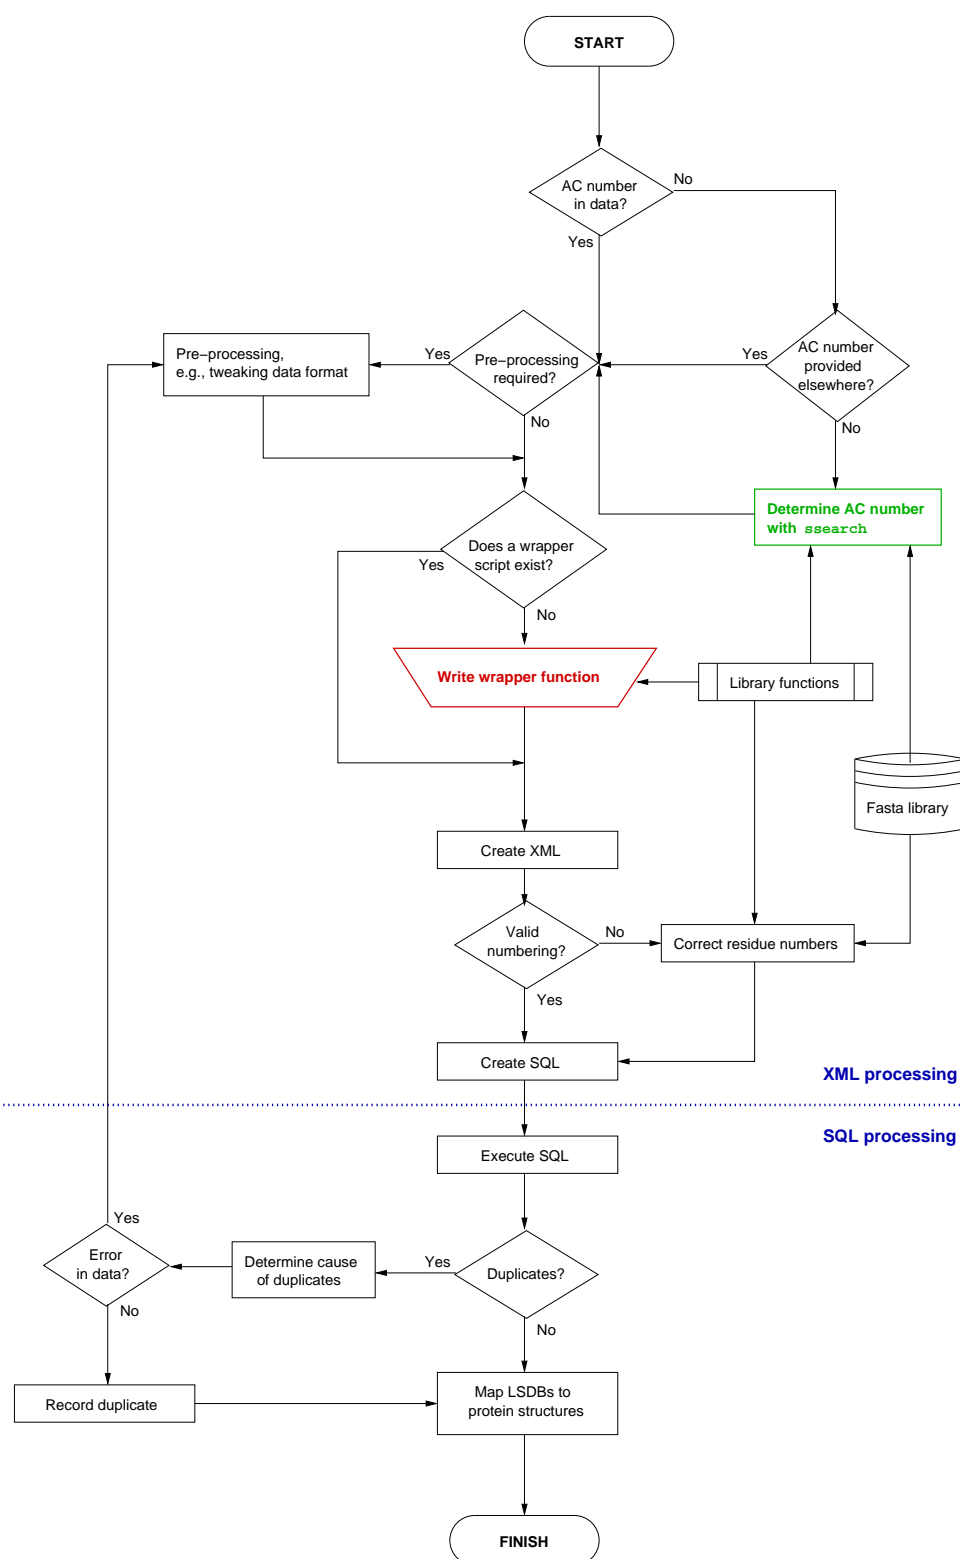 START
AC number
in data?
No
Yes
Pre−processing,
e.g., tweaking data format
Yes
Pre−processing
required?
No
Yes
AC number
provided
elsewhere?
No
Determine AC number
with ssearch
Does a wrapper
script exist?
Yes
No
Write wrapper function
Library functions
Fasta library
Create XML
Valid
numbering?
No
Yes
Correct residue numbers
Create SQL
XML processing
SQL processing
Execute SQL
Yes
Error
in data?
No
Determine cause
of duplicates
Yes
Duplicates?
No
Record duplicate
Map LSDBs to
protein structures
FINISH